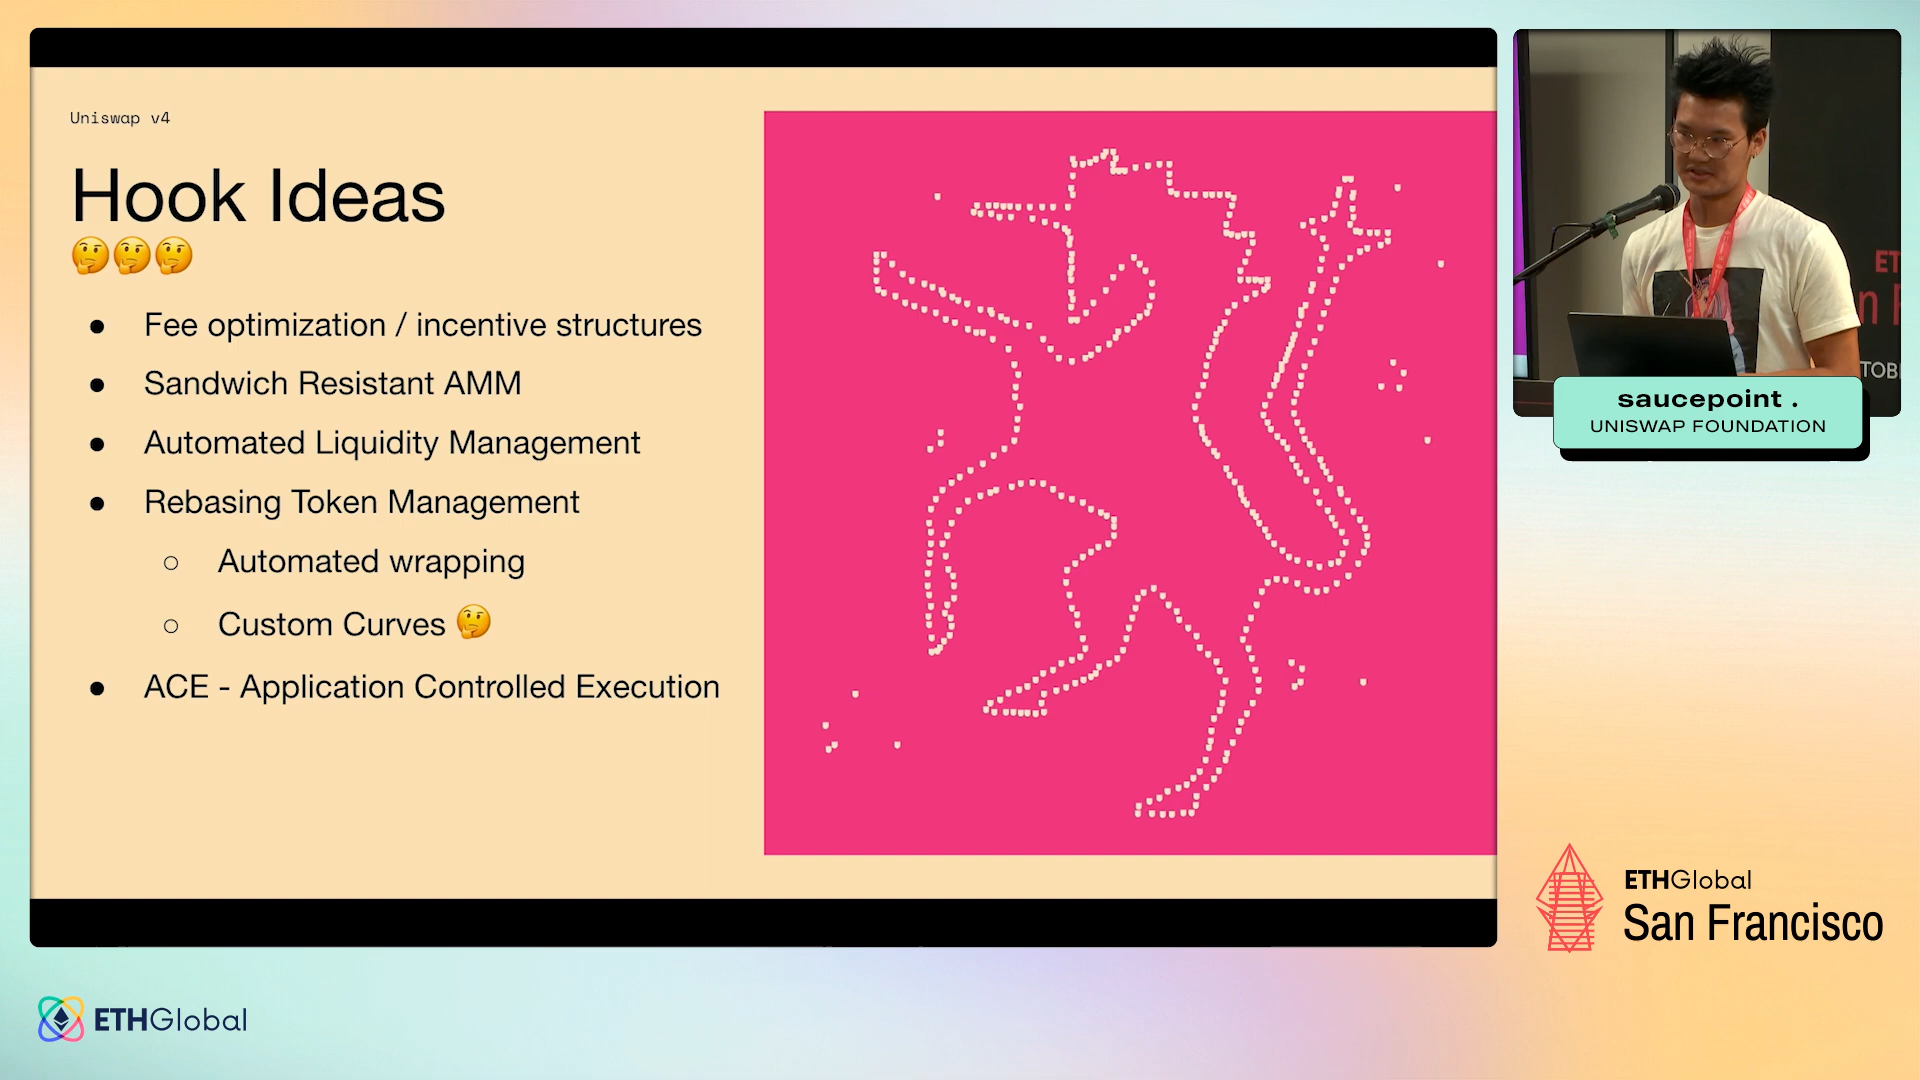 Uniswap v4
Hook Ideas
🤔🤔🤔
● Fee optimization / incentive structures
● Sandwich Resistant AMM
● Automated Liquidity Management
● Rebasing Token Management
○ Automated wrapping
○ Custom Curves 🤔
● ACE - Application Controlled Execution
saucepoint .
UNISWAP FOUNDATION
ETHGlobal
San Francisco
ETHGlobal